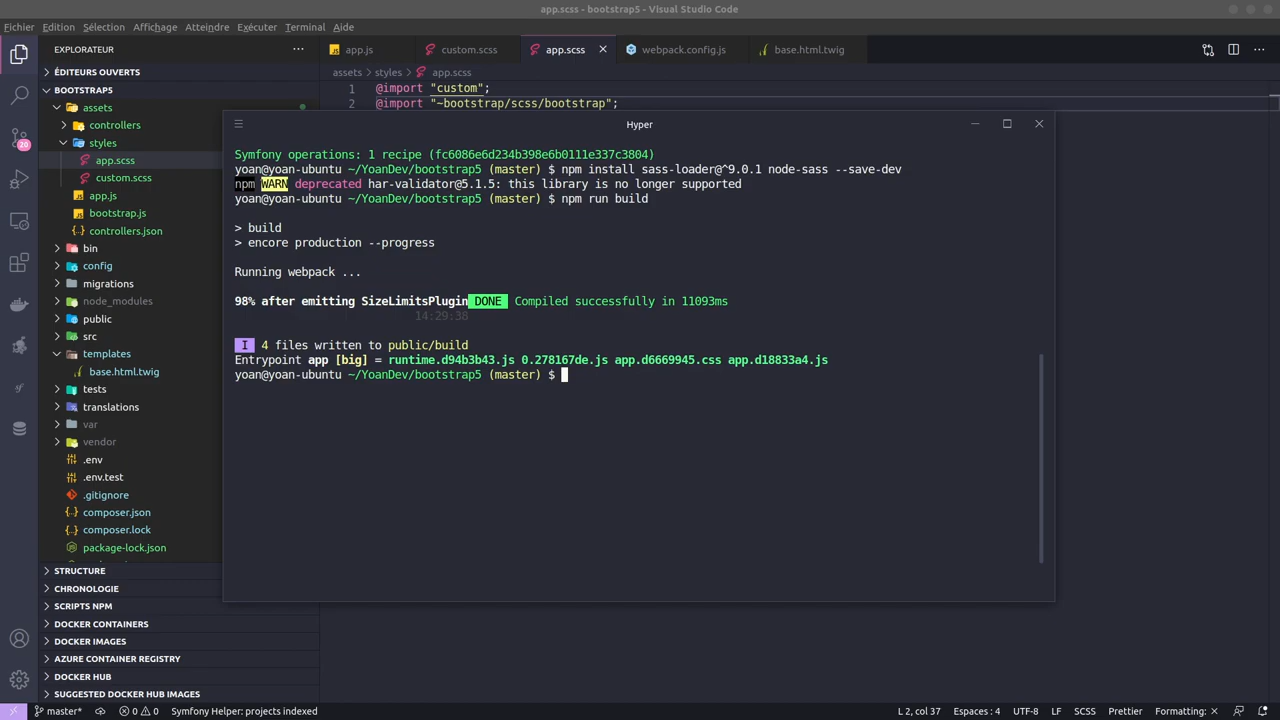 app.scss - bootstrap5 - Visual Studio Code
Fichier Edition Sélection Affichage Atteindre Exécuter Terminal Aide
EXPLORATEUR
ÉDITEURS OUVERTS
BOOTSTRAP5
assets
controllers
styles
app.scss
custom.scss
app.js
bootstrap.js
controllers.json
bin
config
migrations
node_modules
public
src
templates
base.html.twig
tests
translations
var
vendor
.env
.env.test
.gitignore
composer.json
composer.lock
package-lock.json
STRUCTURE
CHRONOLOGIE
SCRIPTS NPM
DOCKER CONTAINERS
DOCKER IMAGES
AZURE CONTAINER REGISTRY
DOCKER HUB
SUGGESTED DOCKER HUB IMAGES
20
app.js custom.scss app.scss webpack.config.js base.html.twig
assets > styles > app.scss
1 @import "custom";
2 @import "~bootstrap/scss/bootstrap";
Hyper
Symfony operations: 1 recipe (fc6086e6d234b398e6b0111e337c3804)
yoan@yoan-ubuntu ~/YoanDev/bootstrap5 (master) $ npm install sass-loader@^9.0.1 node-sass --save-dev
npm WARN deprecated har-validator@5.1.5: this library is no longer supported
yoan@yoan-ubuntu ~/YoanDev/bootstrap5 (master) $ npm run build
> build
> encore production --progress
Running webpack ...
98% after emitting SizeLimitsPlugin DONE Compiled successfully in 11093ms
14:29:38
I 4 files written to public/build
Entrypoint app [big] = runtime.d94b3b43.js 0.278167de.js app.d6669945.css app.d18833a4.js
yoan@yoan-ubuntu ~/YoanDev/bootstrap5 (master) $
master* 0 0 Symfony Helper: projects indexed L 2, col 37 Espaces : 4 UTF-8 LF SCSS Prettier Formatting: ×